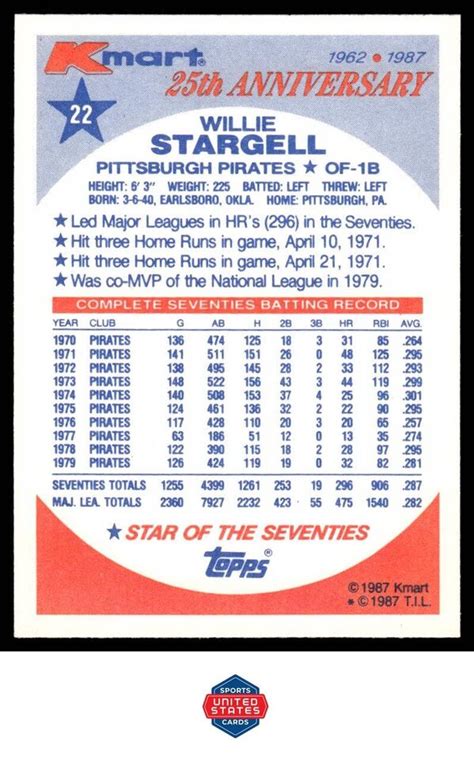 Kmart® 1962 • 1987
25th ANNIVERSARY
22
WILLIE
STARGELL
PITTSBURGH PIRATES ★ OF-1B
HEIGHT: 6' 3" WEIGHT: 225 BATTED: LEFT THREW: LEFT
BORN: 3-6-40, EARLSBORO, OKLA. HOME: PITTSBURGH, PA.
★ Led Major Leagues in HR's (296) in the Seventies.
★ Hit three Home Runs in game, April 10, 1971.
★ Hit three Home Runs in game, April 21, 1971.
★ Was co-MVP of the National League in 1979.
COMPLETE SEVENTIES BATTING RECORD
YEAR CLUB G AB H 2B 3B HR RBI AVG.
1970 PIRATES 136 474 125 18 3 31 85 .264
1971 PIRATES 141 511 151 26 0 48 125 .295
1972 PIRATES 138 495 145 28 2 33 112 .293
1973 PIRATES 148 522 156 43 3 44 119 .299
1974 PIRATES 140 508 153 37 4 25 96 .301
1975 PIRATES 124 461 136 32 2 22 90 .295
1976 PIRATES 117 428 110 20 3 20 65 .257
1977 PIRATES 63 186 51 12 0 13 35 .274
1978 PIRATES 122 390 115 18 2 28 97 .295
1979 PIRATES 126 424 119 19 0 32 82 .281
SEVENTIES TOTALS 1255 4399 1261 253 19 296 906 .287
MAJ. LEA. TOTALS 2360 7927 2232 423 55 475 1540 .282
★ STAR OF THE SEVENTIES
TOPPS®
© 1987 Kmart
* © 1987 T.I.L.
SPORTS
UNITED
STATES
CARDS